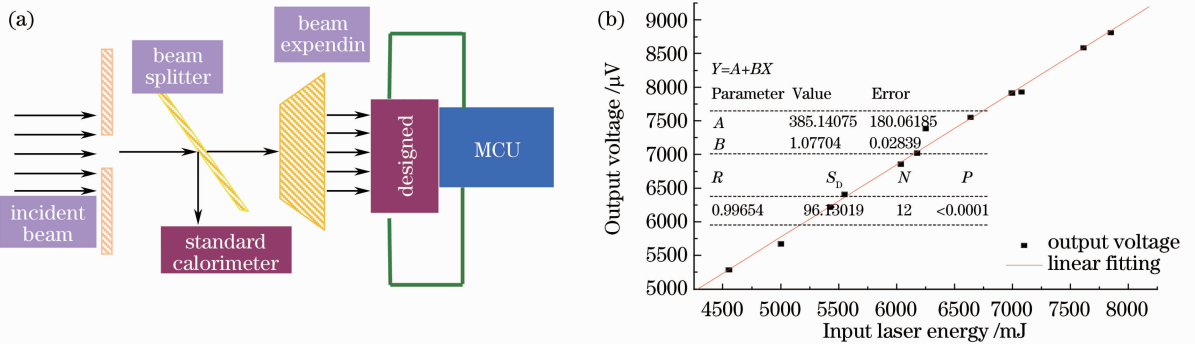 (a)
beam
expendin
beam
splitter
designed
MCU
incident
beam
standard
calorimeter
(b)
9000
8500
8000
7500
7000
6500
6000
5500
5000
Output voltage /μV
Y=A+BX
Parameter Value Error
A 385.14075 180.06185
B 1.07704 0.02839
R SD N P
0.99654 96.13019 12 <0.0001
output voltage
linear fitting
4500 5000 5500 6000 6500 7000 7500 8000
Input laser energy /mJ